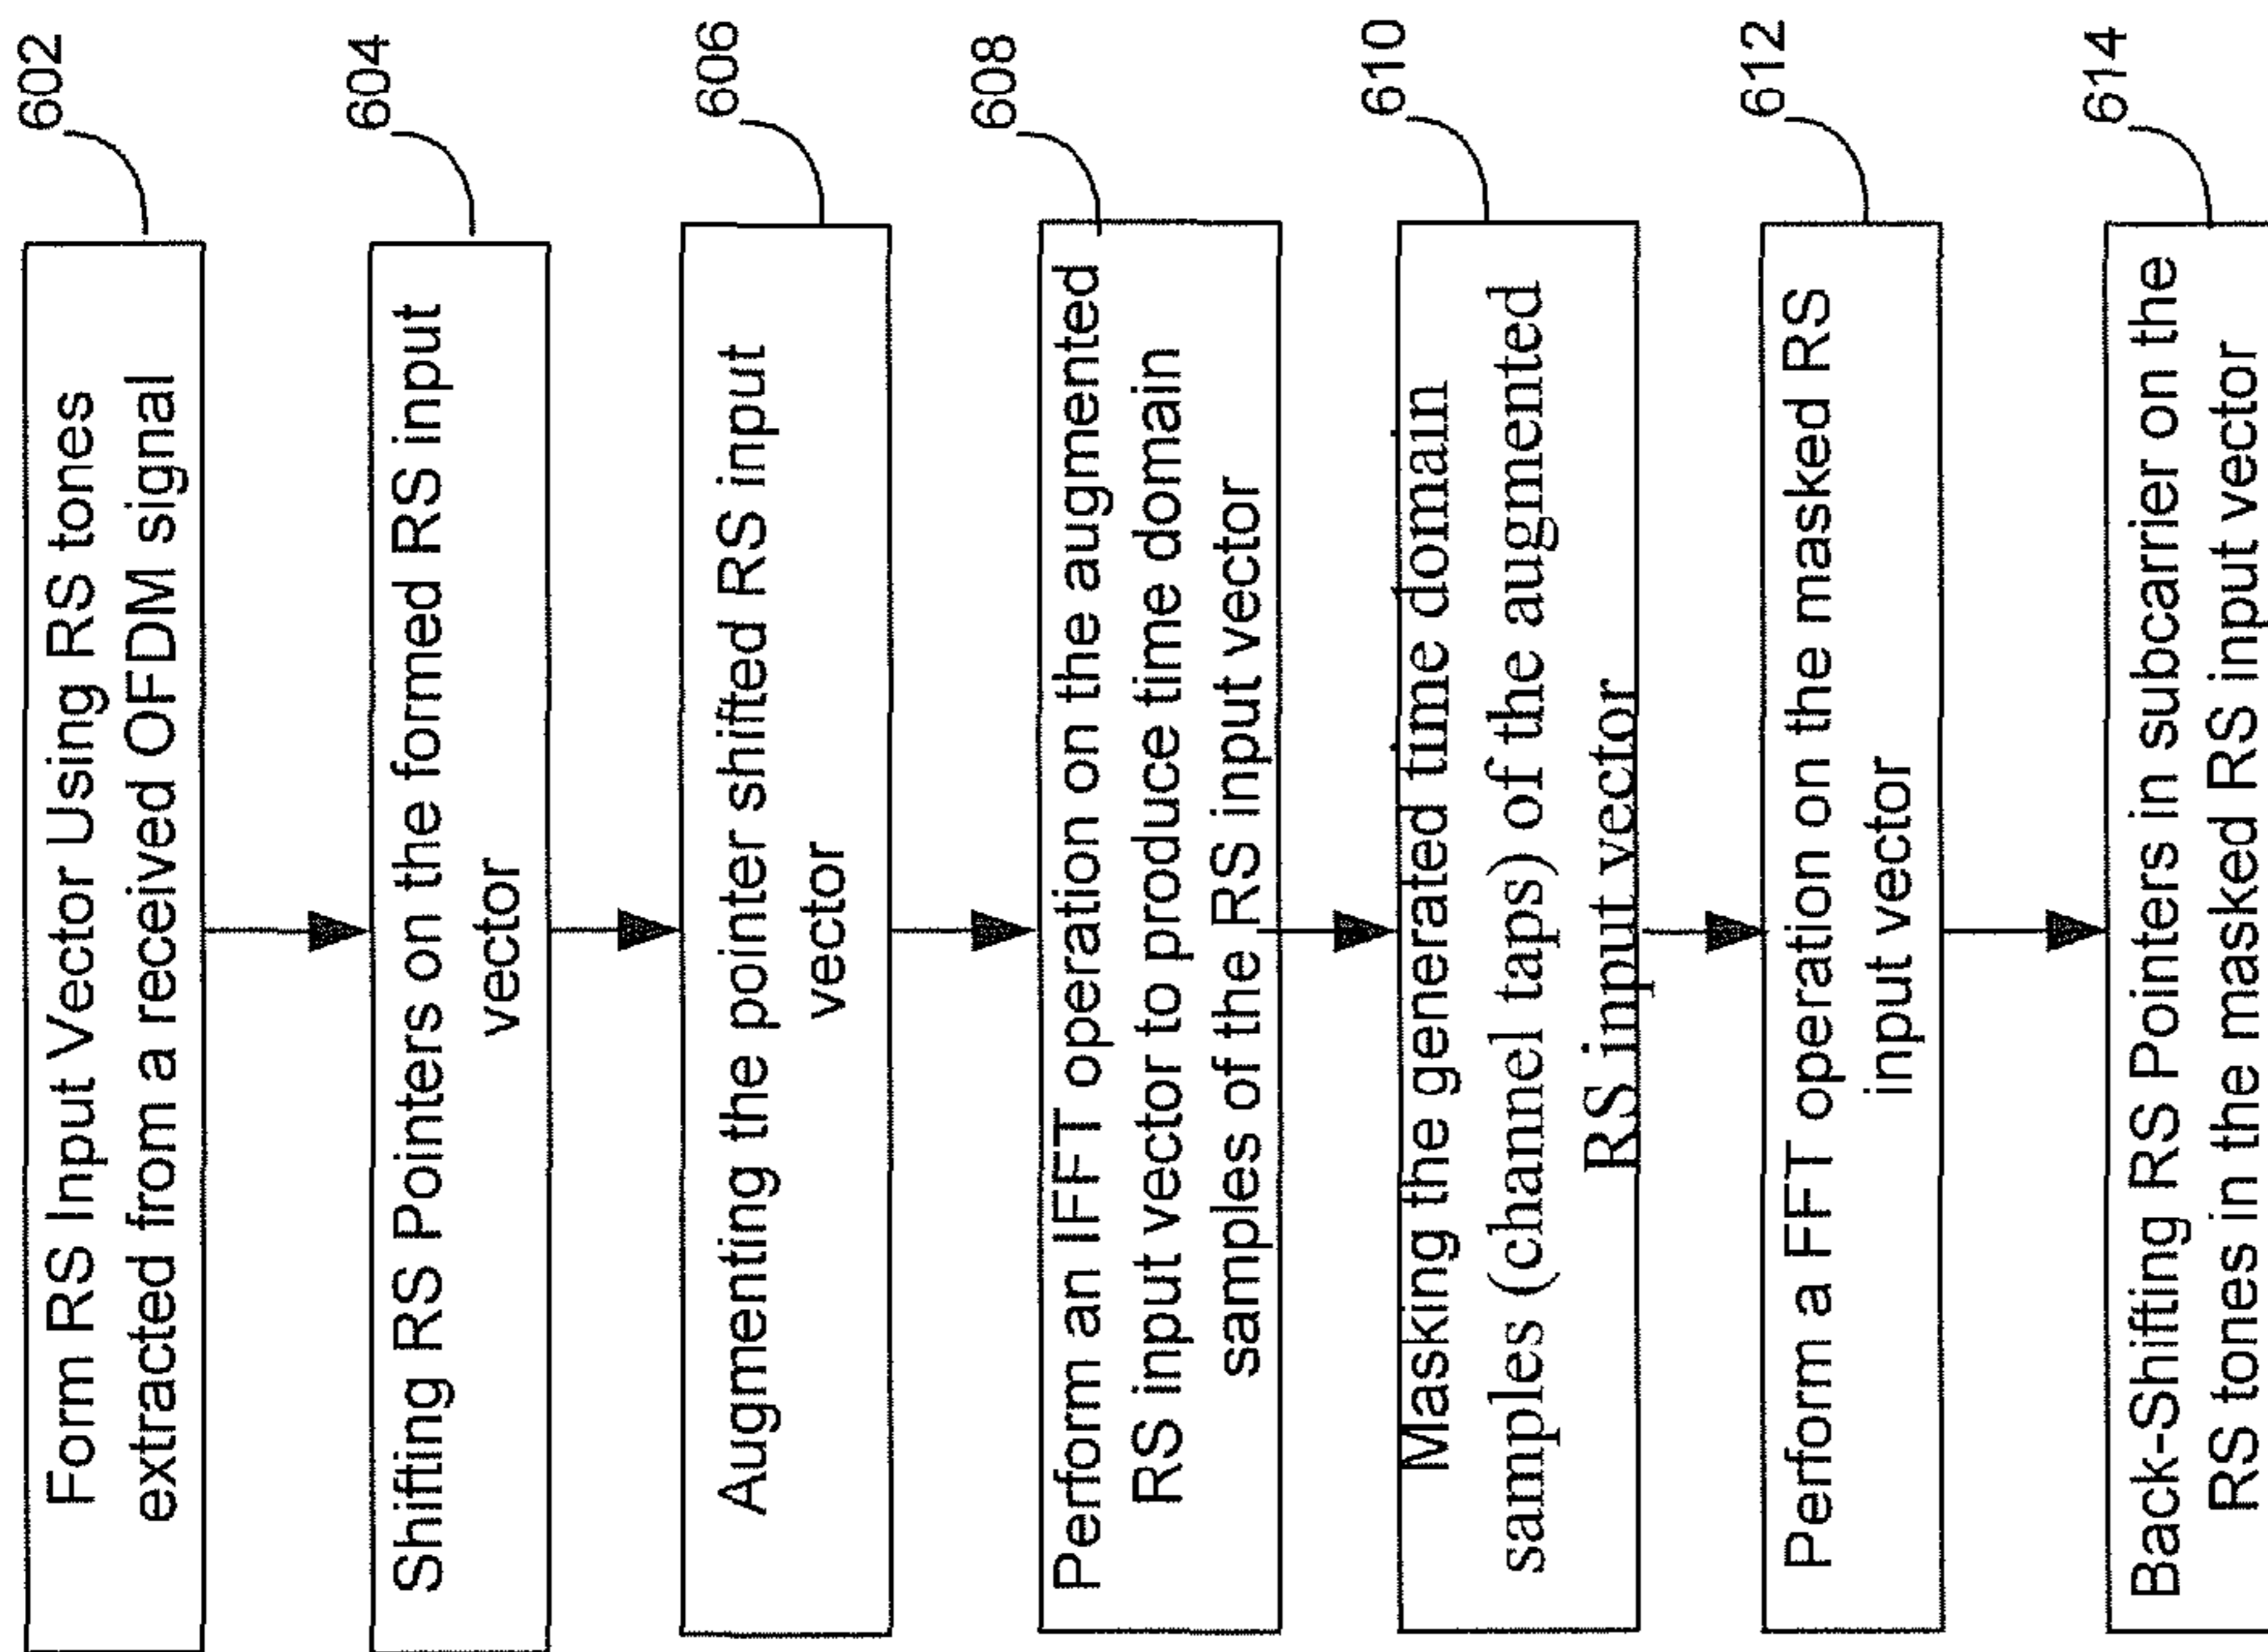 602
Form RS Input Vector Using RS tones
extracted from a received OFDM signal
604
Shifting RS Pointers on the formed RS input
vector
606
Augmenting the pointer shifted RS input
vector
608
Perform an IFFT operation on the augmented
RS input vector to produce time domain
samples of the RS input vector
610
Masking the generated time domain
samples (channel taps) of the augmented
RS input vector
612
Perform a FFT operation on the masked RS
input vector
614
Back-Shifting RS Pointers in subcarrier on the
RS tones in the masked RS input vector